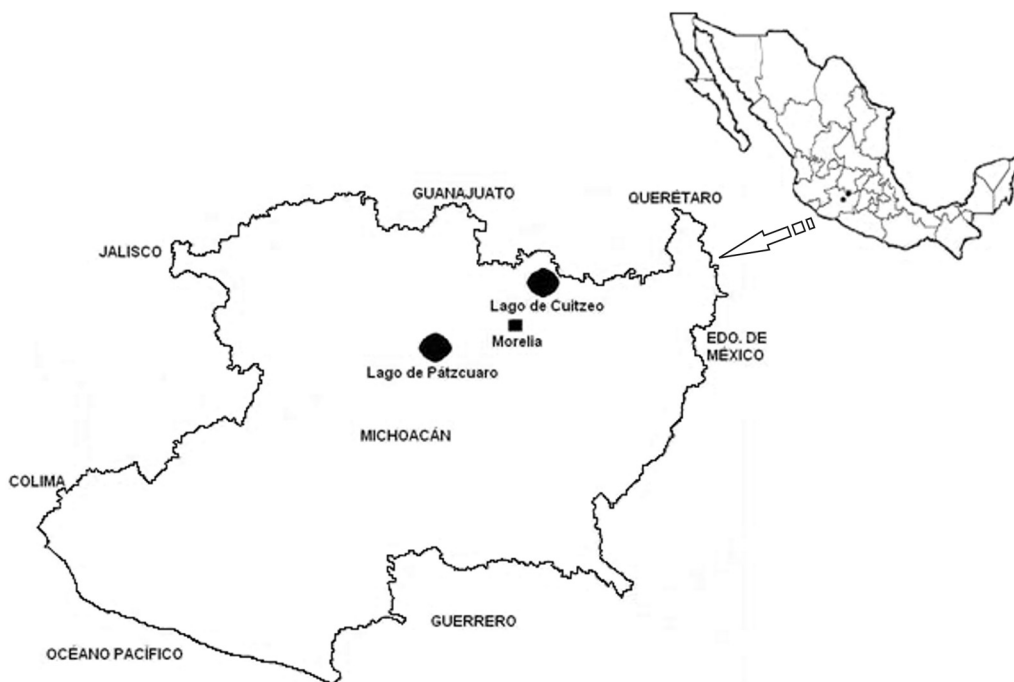 GUANAJUATO
QUERÉTARO
JALISCO
Lago de Cuitzeo
Morelia
EDO. DE
MÉXICO
Lago de Pátzcuaro
MICHOACÁN
COLIMA
GUERRERO
OCÉANO PACÍFICO